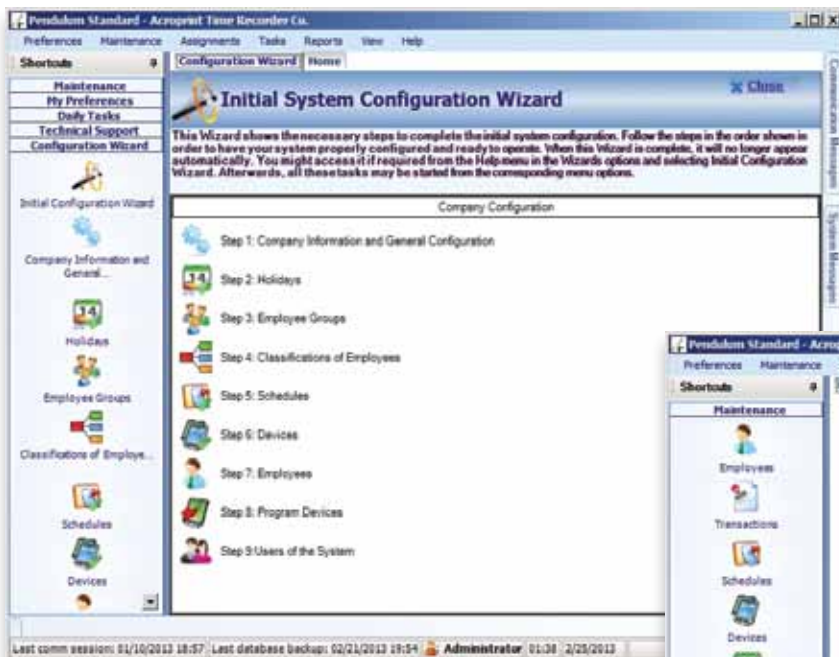 Pendulum Standard - Acroprint Time Recorder Co.
Preferences Maintenance Assignments Tasks Reports View Help
Shortcuts
Configuration Wizard Home
Maintenance
My Preferences
Daily Tasks
Technical Support
Configuration Wizard
Initial Configuration Wizard
Company Information and
General...
Holidays
Employee Groups
Classifications of Employe...
Schedules
Devices
Initial System Configuration Wizard
Close
This Wizard shows the necessary steps to complete the initial system configuration. Follow the steps in the order shown in
order to have your system properly configured and ready to operate. When this Wizard is complete, it will no longer appear
automatically. You might access it if required from the Help menu in the Wizards options and selecting Initial Configuration
Wizard. Afterwards, all these tasks may be started from the corresponding menu options.
Company Configuration
Step 1: Company Information and General Configuration
14 Step 2: Holidays
Step 3: Employee Groups
Step 4: Classifications of Employees
Step 5: Schedules
Step 6: Devices
Step 7: Employees
Step 8: Program Devices
Step 9:Users of the System
Communication Manager
System Messages
Last comm session: 01/10/2013 18:57 Last database backup: 02/21/2013 19:54 Administrator 01:38 2/25/2013
Pendulum Standard - Acrop
Preferences Maintenance
Shortcuts
Maintenance
Employees
Transactions
Schedules
Devices